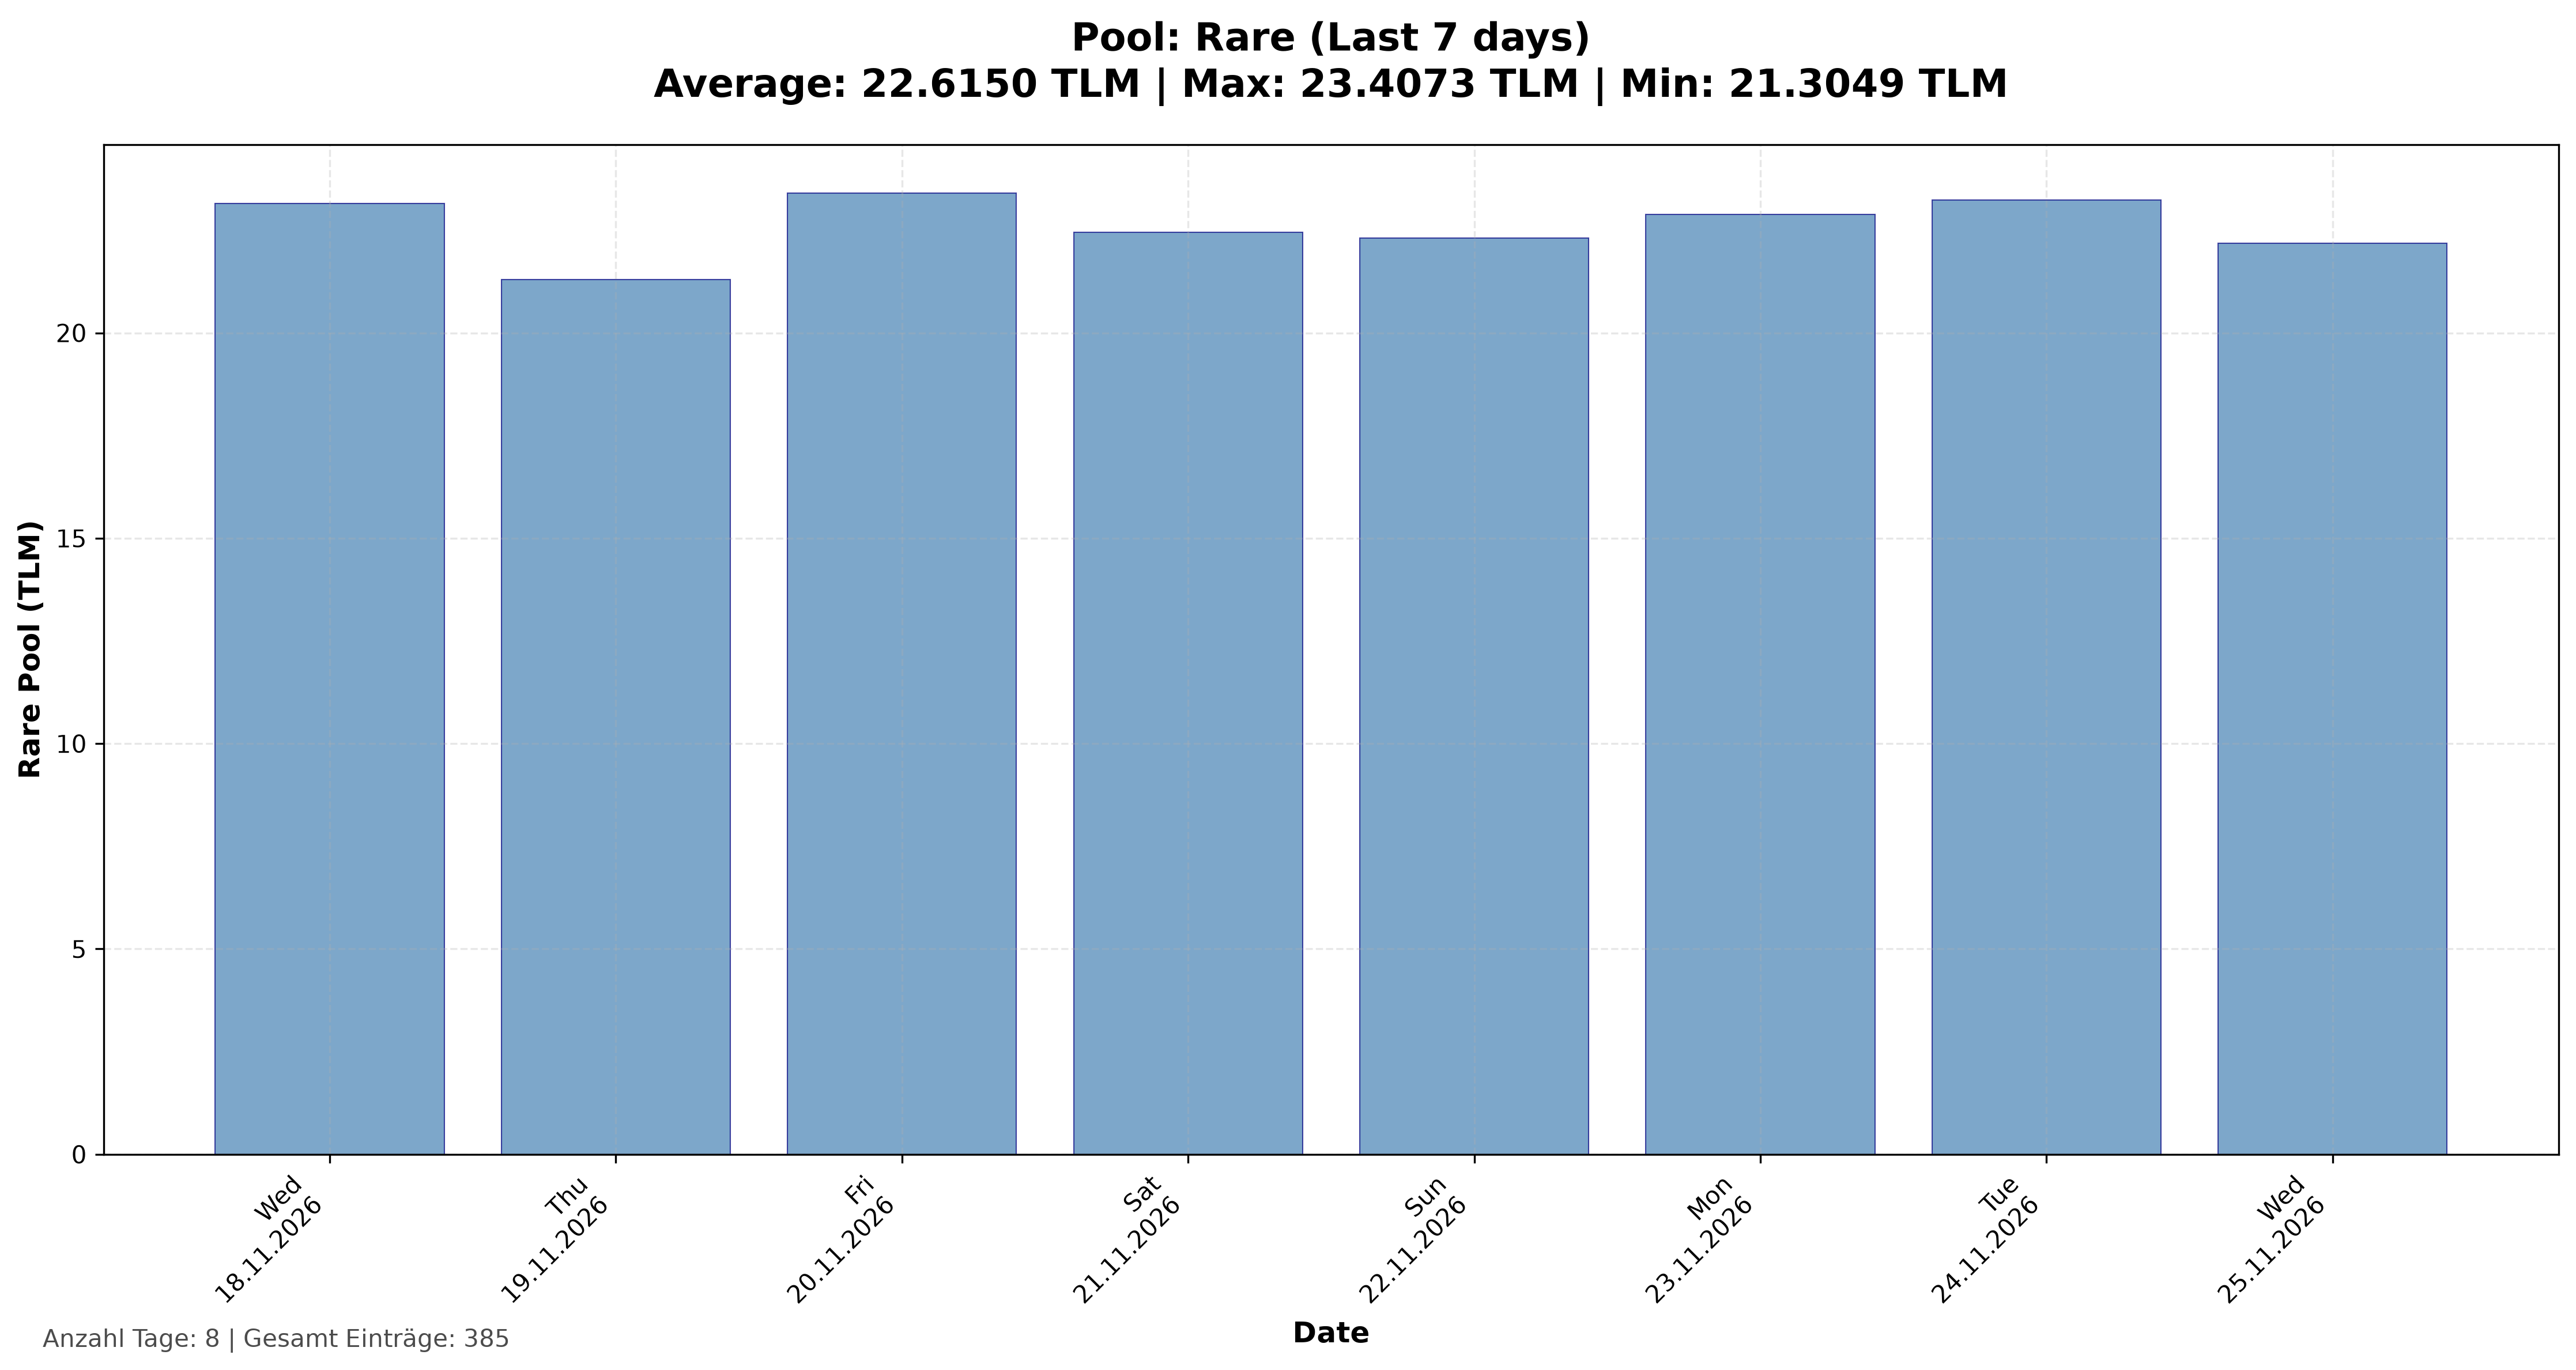 Pool: Rare (Last 7 days)
Average: 22.6150 TLM | Max: 23.4073 TLM | Min: 21.3049 TLM
Rare Pool (TLM)
20
15
10
5
0
Wed
18.11.2026
Thu
19.11.2026
Fri
20.11.2026
Sat
21.11.2026
Sun
22.11.2026
Mon
23.11.2026
Tue
24.11.2026
Wed
25.11.2026
Date
Anzahl Tage: 8 | Gesamt Einträge: 385